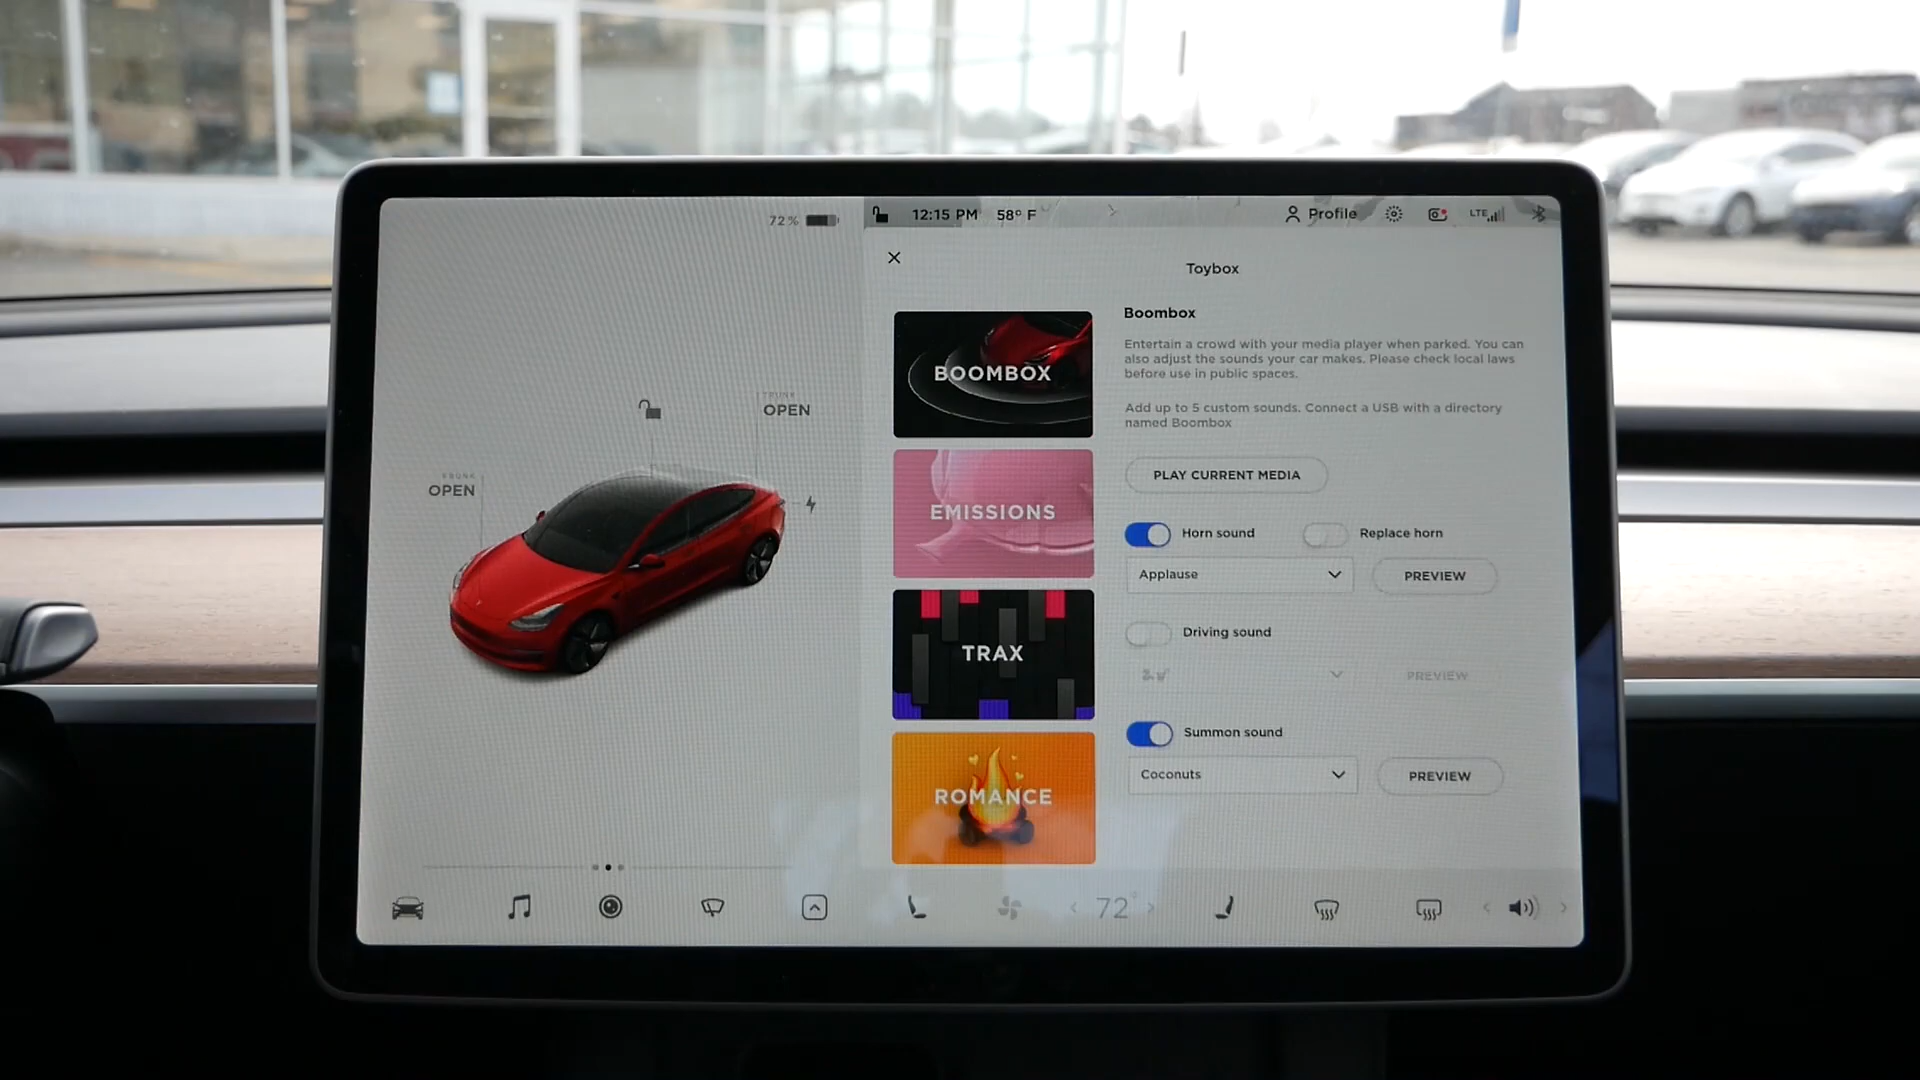 72%
12:15 PM 58° F
Profile
LTE
Toybox
TRUNK
OPEN
FRUNK
OPEN
BOOMBOX
EMISSIONS
TRAX
ROMANCE
Boombox
Entertain a crowd with your media player when parked. You can
also adjust the sounds your car makes. Please check local laws
before use in public spaces.
Add up to 5 custom sounds. Connect a USB with a directory
named Boombox
PLAY CURRENT MEDIA
Horn sound
Replace horn
Applause
PREVIEW
Driving sound
PREVIEW
Summon sound
Coconuts
PREVIEW
72°